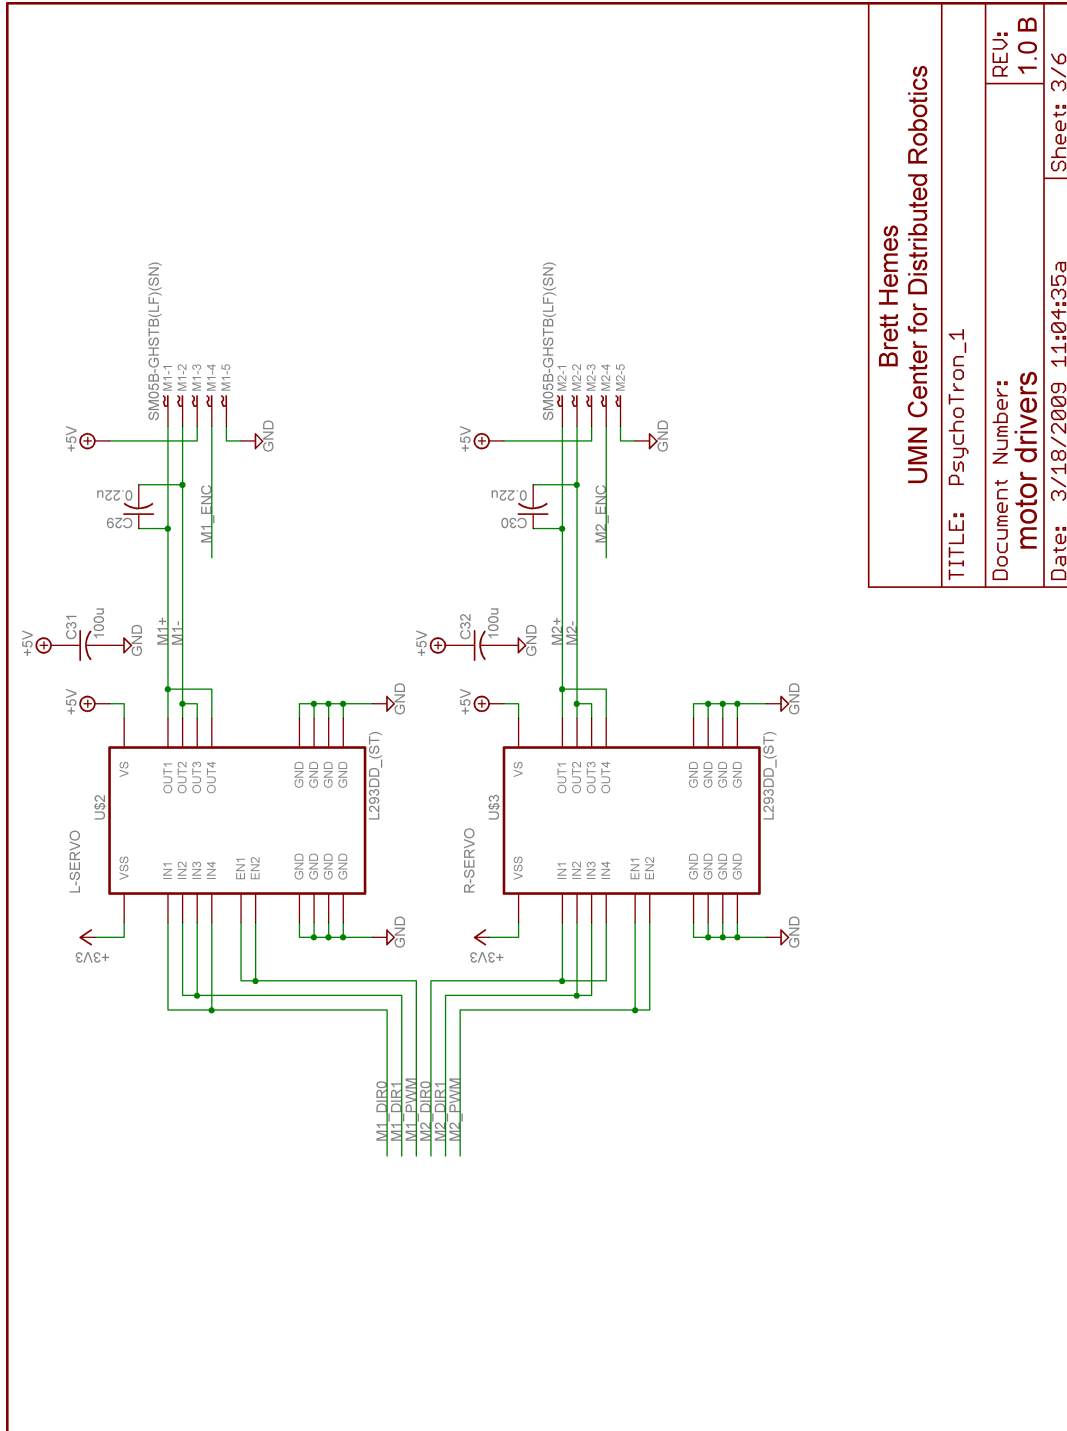 +5V
C31
100u
GND
+5V
C32
100u
GND
L-SERVO
U$2
L293DD_(ST)
+3V3
VSS
IN1
IN2
IN3
IN4
EN1
EN2
GND
GND
GND
GND
GND
VS
OUT1
OUT2
OUT3
OUT4
GND
GND
GND
GND
GND
+5V
M1+
M1-
C29
0.22u
M1_ENC
+5V
GND
SM05B-GHSTB(LF)(SN)
M1-1
M1-2
M1-3
M1-4
M1-5
R-SERVO
U$3
L293DD_(ST)
+3V3
VSS
IN1
IN2
IN3
IN4
EN1
EN2
GND
GND
GND
GND
GND
VS
OUT1
OUT2
OUT3
OUT4
GND
GND
GND
GND
GND
+5V
M2+
M2-
C30
0.22u
M2_ENC
+5V
GND
SM05B-GHSTB(LF)(SN)
M2-1
M2-2
M2-3
M2-4
M2-5
M1_DIR0
M1_DIR1
M1_PWM
M2_DIR0
M2_DIR1
M2_PWM
Brett Hemes
UMN Center for Distributed Robotics
TITLE: PsychoTron_1
Document Number:
motor drivers
REV:
1.0 B
Date: 3/18/2009 11:04:35a
Sheet: 3/6